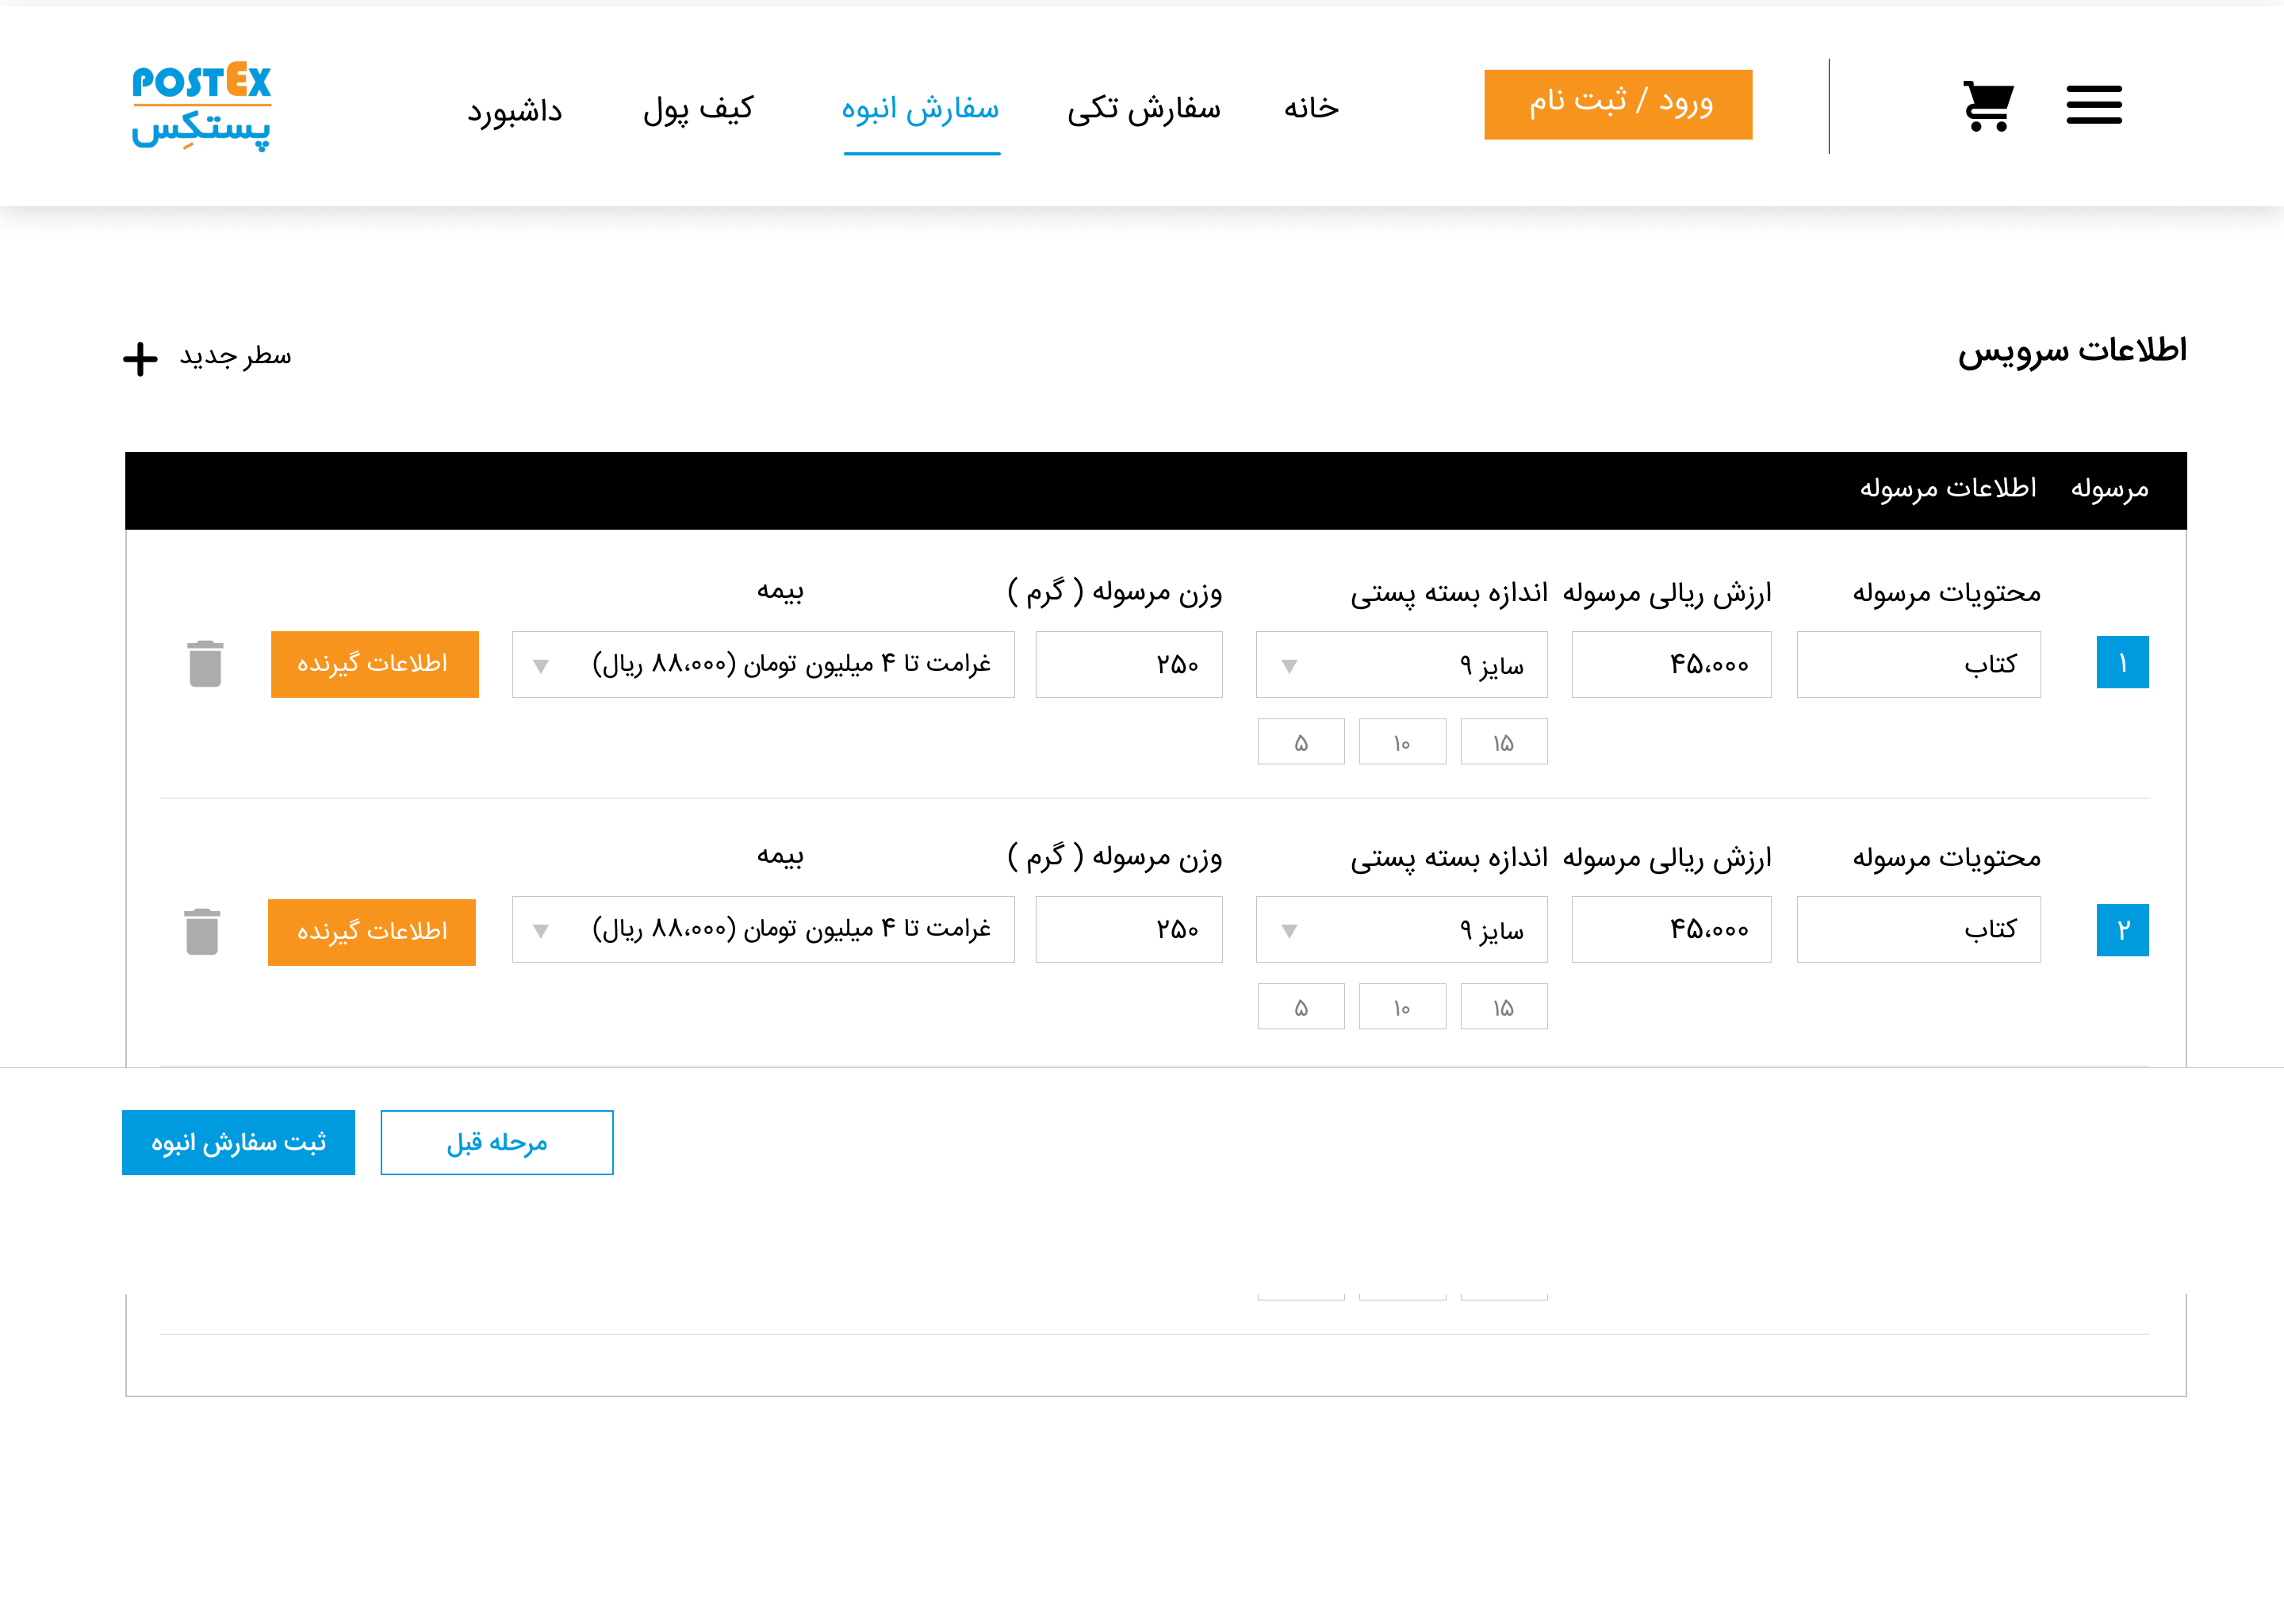 ورود / ثبت نام
خانه
سفارش تکی
سفارش انبوه
کیف پول
داشبورد
POSTEX
پستکِس
اطلاعات سرویس
سطر جدید
مرسوله
اطلاعات مرسوله
محتویات مرسوله
ارزش ریالی مرسوله
اندازه بسته پستی
وزن مرسوله ( گرم )
بیمه
۱
کتاب
۴۵،۰۰۰
سایز ۹
۲۵۰
غرامت تا ۴ میلیون تومان (۸۸،۰۰۰ ریال)
اطلاعات گیرنده
۱۵
۱۰
۵
محتویات مرسوله
ارزش ریالی مرسوله
اندازه بسته پستی
وزن مرسوله ( گرم )
بیمه
۲
کتاب
۴۵،۰۰۰
سایز ۹
۲۵۰
غرامت تا ۴ میلیون تومان (۸۸،۰۰۰ ریال)
اطلاعات گیرنده
۱۵
۱۰
۵
مرحله قبل
ثبت سفارش انبوه